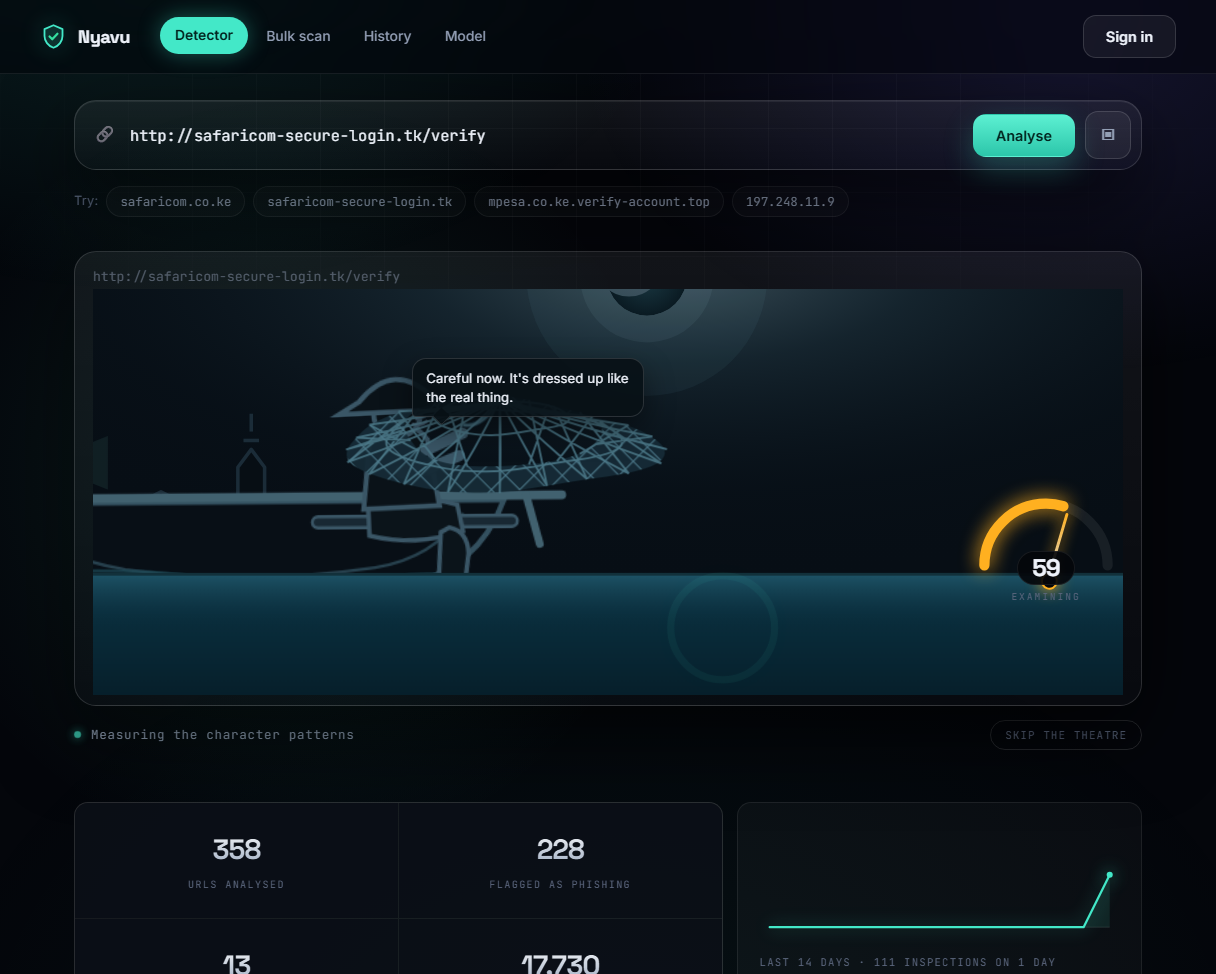 Nyavu
Detector
Bulk scan
History
Model
Sign in
http://safaricom-secure-login.tk/verify
Analyse
Try:
safaricom.co.ke
safaricom-secure-login.tk
mpesa.co.ke.verify-account.top
197.248.11.9
http://safaricom-secure-login.tk/verify
Careful now. It's dressed up like
the real thing.
59
EXAMINING
Measuring the character patterns
SKIP THE THEATRE
358
URLS ANALYSED
228
FLAGGED AS PHISHING
13
17,730
LAST 14 DAYS · 111 INSPECTIONS ON 1 DAY